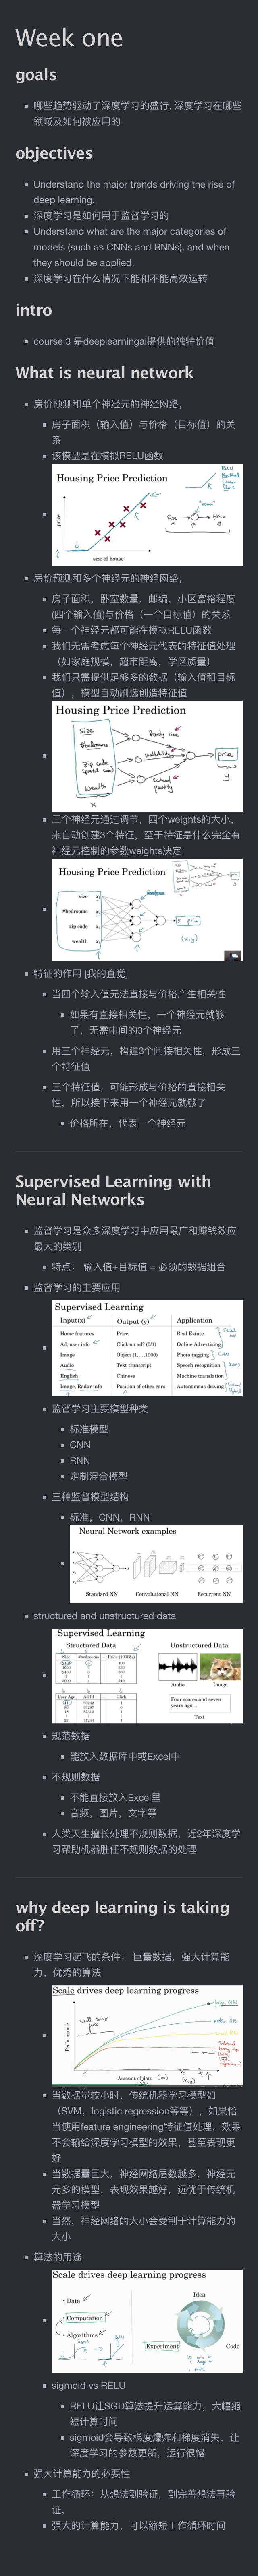 Week one
goals
哪些趋势驱动了深度学习的盛行, 深度学习在哪些
领域及如何被应用的
objectives
Understand the major trends driving the rise of
deep learning.
深度学习是如何用于监督学习的
Understand what are the major categories of
models (such as CNNs and RNNs), and when
they should be applied.
深度学习在什么情况下能和不能高效运转
intro
course 3 是deeplearningai提供的独特价值
What is neural network
房价预测和单个神经元的神经网络，
房子面积（输入值）与价格（目标值）的关
系
该模型是在模拟RELU函数
Housing Price Prediction
price
size of house
Size
Price
x
y
"neuron"
房价预测和多个神经元的神经网络，
房子面积，卧室数量，邮编，小区富裕程度
(四个输入值)与价格（一个目标值）的关系
每一个神经元都可能在模拟RELU函数
我们无需考虑每个神经元代表的特征值处理
（如家庭规模，超市距离，学区质量）
我们只需提供足够多的数据（输入值和目标
值），模型自动刷选创造特征值
Housing Price Prediction
size
#bedrooms
zip code
wealth
family size
walkability
school quality
price
X
y
三个神经元通过调节，四个weights的大小，
来自动创建3个特征，至于特征是什么完全有
神经元控制的参数weights决定
Housing Price Prediction
size
#bedrooms
zip code
wealth
price
(x,y)
特征的作用 [我的直觉]
当四个输入值无法直接与价格产生相关性
如果有直接相关性，一个神经元就够
了，无需中间的3个神经元
用三个神经元，构建3个间接相关性，形成三
个特征值
三个特征值，可能形成与价格的直接相关
性，所以接下来用一个神经元就够了
价格所在，代表一个神经元
Supervised Learning with
Neural Networks
监督学习是众多深度学习中应用最广和赚钱效应
最大的类别
特点： 输入值+目标值 = 必须的数据组合
监督学习的主要应用
Supervised Learning
Input(x) Output (y) Application
Home features Price Real Estate
Ad, user info Click on ad? (0/1) Online Advertising
Image Object (1,...,1000) Photo tagging CNN
Audio Text transcript Speech recognition RNN
English Chinese Machine translation
Image, Radar info Position of other cars Autonomous driving
监督学习主要模型种类
标准模型
CNN
RNN
定制混合模型
三种监督模型结构
标准，CNN，RNN
Neural Network examples
Standard NN Convolutional NN Recurrent NN
structured and unstructured data
Supervised Learning
Structured Data Unstructured Data
Size #bedrooms Price (1000$s)
User Age Ad Id Click
Audio Image
Four scores and seven
years ago...
Text
规范数据
能放入数据库中或Excel中
不规则数据
不能直接放入Excel里
音频，图片，文字等
人类天生擅长处理不规则数据，近2年深度学
习帮助机器胜任不规则数据的处理
why deep learning is taking
off?
深度学习起飞的条件： 巨量数据，强大计算能
力，优秀的算法
Scale drives deep learning progress
Performance
Amount of data
当数据量较小时，传统机器学习模型如
（SVM，logistic regression等等），如果恰
当使用feature engineering特征值处理，效果
不会输给深度学习模型的效果，甚至表现更
好
当数据量巨大，神经网络层数越多，神经元
元多的模型，表现效果越好，远优于传统机
器学习模型
当然，神经网络的大小会受制于计算能力的
大小
算法的用途
Scale drives deep learning progress
Data
Computation
Algorithms
Idea
Experiment
Code
sigmoid vs RELU
RELU让SGD算法提升运算能力，大幅缩
短计算时间
sigmoid会导致梯度爆炸和梯度消失，让
深度学习的参数更新，运行很慢
强大计算能力的必要性
工作循环：从想法到验证，到完善想法再验
证，
强大的计算能力，可以缩短工作循环时间